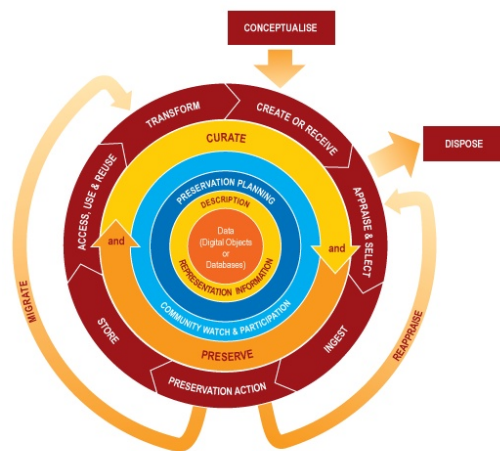 CONCEPTUALISE
CREATE OR RECEIVE
DISPOSE
APPRAISE & SELECT
REAPPRAISE
INGEST
PRESERVATION ACTION
STORE
MIGRATE
ACCESS, USE & REUSE
TRANSFORM
CURATE
and
PRESERVE
and
COMMUNITY WATCH & PARTICIPATION
PRESERVATION PLANNING
DESCRIPTION
REPRESENTATION INFORMATION
Data
(Digital Objects
or
Databases)